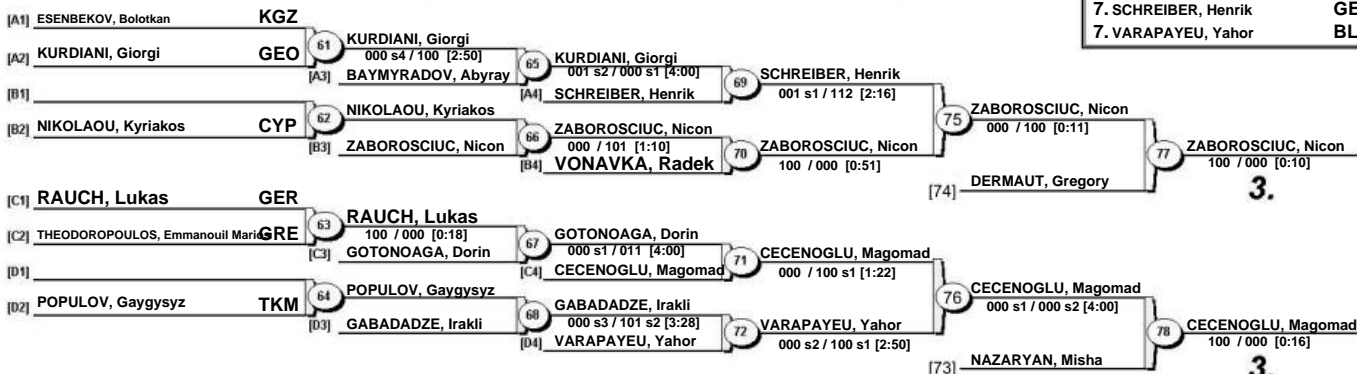 7. SCHREIBER, Henrik GE
7. VARAPAYEU, Yahor BL
[A1] ESENBEKOV, Bolotkan KGZ
61 KURDIANI, Giorgi
000 s4 / 100 [2:50]
[A2] KURDIANI, Giorgi GEO
[A3] BAYMYRADOV, Abyray
65 KURDIANI, Giorgi
001 s2 / 000 s1 [4:00]
[A4] SCHREIBER, Henrik
69 SCHREIBER, Henrik
001 s1 / 112 [2:16]
[B1]
62 NIKOLAOU, Kyriakos
[B2] NIKOLAOU, Kyriakos CYP
[B3] ZABOROSCIUC, Nicon
66 ZABOROSCIUC, Nicon
000 / 101 [1:10]
[B4] VONAVKA, Radek
70 ZABOROSCIUC, Nicon
100 / 000 [0:51]
75 ZABOROSCIUC, Nicon
000 / 100 [0:11]
[74] DERMAUT, Gregory
77 ZABOROSCIUC, Nicon
100 / 000 [0:10]
3.
[C1] RAUCH, Lukas GER
63 RAUCH, Lukas
100 / 000 [0:18]
[C2] THEODOROPOULOS, Emmanouil Mario GRE
[C3] GOTONOAGA, Dorin
67 GOTONOAGA, Dorin
000 s1 / 011 [4:00]
[C4] CECENOGLU, Magomad
71 CECENOGLU, Magomad
000 / 100 s1 [1:22]
[D1]
64 POPULOV, Gaygysyz
[D2] POPULOV, Gaygysyz TKM
[D3] GABADADZE, Irakli
68 GABADADZE, Irakli
000 s3 / 101 s2 [3:28]
[D4] VARAPAYEU, Yahor
72 VARAPAYEU, Yahor
000 s2 / 100 s1 [2:50]
76 CECENOGLU, Magomad
000 s1 / 000 s2 [4:00]
[73] NAZARYAN, Misha
78 CECENOGLU, Magomad
100 / 000 [0:16]
3.